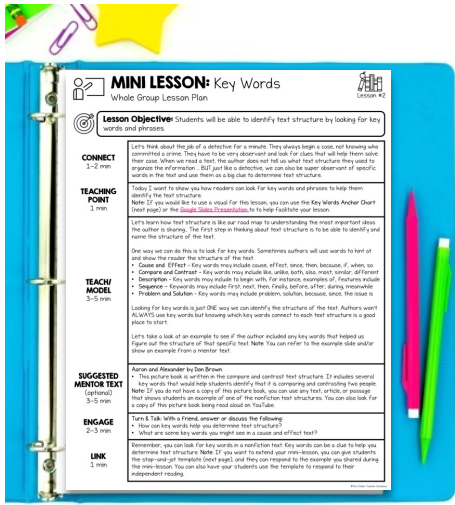 MINI LESSON: Key Words
Whole Group Lesson Plan
Lesson #2
Lesson Objective: Students will be able to identify text structure by looking for key
words and phrases.
CONNECT
1-2 min
Let's think about the job of a detective for a minute. They always begin a case, not knowing who
committed a crime. They have to be very observant and look for clues that will help them solve
their case. When we read a text, the author does not tell us what text structure they used to
organize the information... BUT just like a detective, we can also be super observant of specific
words in the text and use them as a big clue to determine text structure.
TEACHING
POINT
1 min
Today I want to show you how readers can look for key words and phrases to help them
identify the text structure.
Note: If you would like to use a visual for this lesson, you can use the Key Words Anchor Chart
(next page) or the Google Slides Presentation to to help facilitate your lesson.
TEACH/
MODEL
3-5 min
Let's learn how text structure is like our road map to understanding the most important ideas
the author is sharing. The first step in thinking about text structure is to be able to identify and
name the structure of the text.
One way we can do this is to look for key words. Sometimes authors will use words to hint at
and show the reader the structure of the text.
• Cause and Effect - Key words may include cause, effect, since, then, because, if, when, so
• Compare and Contrast - Key words may include like, unlike, both, also, most, similar, different
• Description - Key words may include to begin with, for instance, examples of, features include
• Sequence - Keywords may include first, next, then, finally, before, after, during, meanwhile
• Problem and Solution - Key words may include problem, solution, because, since, the issue is
Looking for key words is just ONE way we can identify the structure of the text. Authors won't
ALWAYS use key words but knowing which key words connect to each text structure is a good
place to start.
Let's take a look at an example to see if the author included any key words that helped us
figure out the structure of that specific text. Note: You can refer to the example slide and/or
show an example from a mentor text.
SUGGESTED
MENTOR TEXT
(optional)
3-5 min
Aaron and Alexander by Don Brown
• This picture book is written in the compare and contrast text structure. It includes several
key words that would help students identify that it is comparing and contrasting two people.
Note: If you do not have a copy of this picture book, you can use any text, article, or passage
that shows students an example of one of the nonfiction text structures. You can also look for
a copy of this picture book being read aloud on YouTube.
ENGAGE
2-3 min
Turn & Talk: With a friend, answer or discuss the following:
• How can key words help you determine text structure?
• What are some key words you might see in a cause and effect text?
LINK
1 min
Remember, you can look for key words in a nonfiction text. Key words can be a clue to help you
determine text structure. Note: If you want to extend your mini-lesson, you can give students
the stop-and-jot template (next page), and they can respond to the example you shared during
the mini-lesson. You can also have your students use the template to respond to their
independent reading.